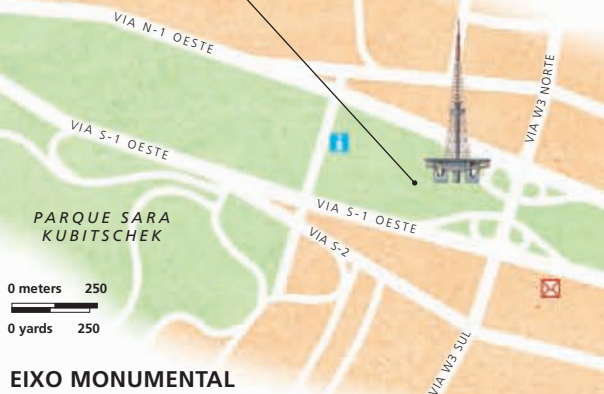 VIA N-1 OESTE
VIA W3 NORTE
VIA S-1 OESTE
i
VIA S-1 OESTE
PARQUE SARA
KUBITSCHEK
VIA S-2
0 meters 250
0 yards 250
VIA W3 SUL
EIXO MONUMENTAL